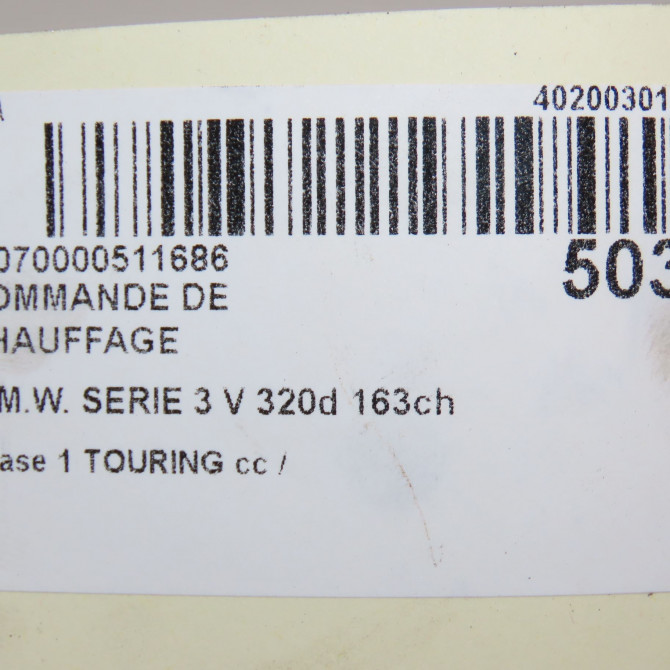 40200301
070000511686
503
OMMANDE DE
HAUFFAGE
M.W. SERIE 3 V 320d 163ch
ase 1 TOURING cc /